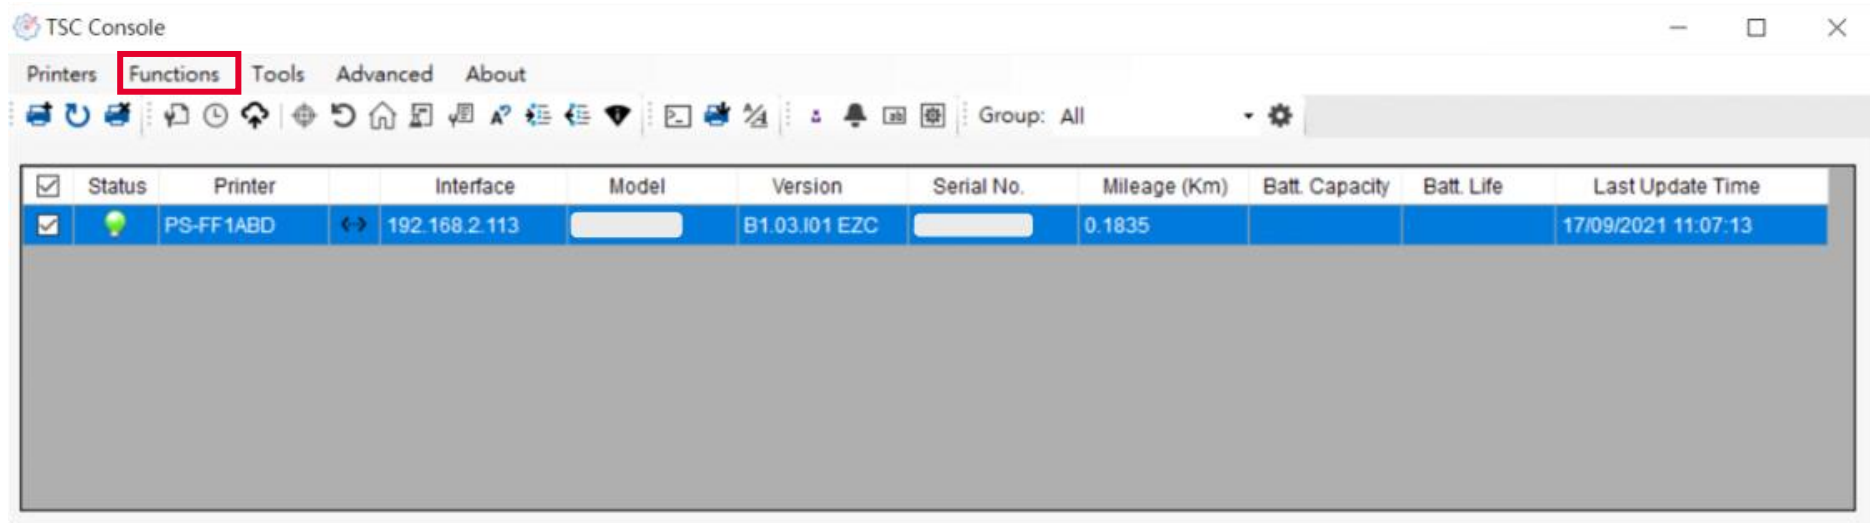 TSC Console
Printers Functions Tools Advanced About
Group: All
Status Printer Interface Model Version Serial No. Mileage (Km) Batt. Capacity Batt. Life Last Update Time
PS-FF1ABD 192.168.2.113 B1.03.I01 EZC 0.1835 17/09/2021 11:07:13